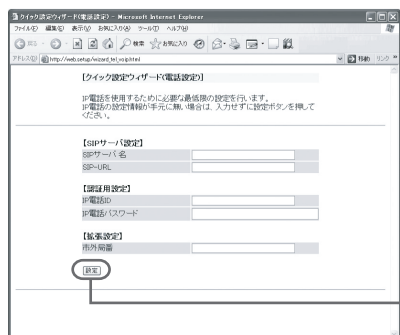 クイック設定ウィザード(電話設定) - Microsoft Internet Explorer
ファイル(F) 編集(E) 表示(V) お気に入り(A) ツール(T) ヘルプ(H)
戻る 検索 お気に入り
アドレス(D) http://web.setup/wizard_tel_voip.html 移動 リンク
[クイック設定ウィザード(電話設定)]
IP電話を使用するために必要な最低限の設定を行います。
IP電話の設定情報が手元に無い場合は、入力せずに設定ボタンを押して
ください。
【SIPサーバ設定】
SIPサーバ名
SIP-URL
【認証用設定】
IP電話ID
IP電話パスワード
【拡張設定】
市外局番
設定